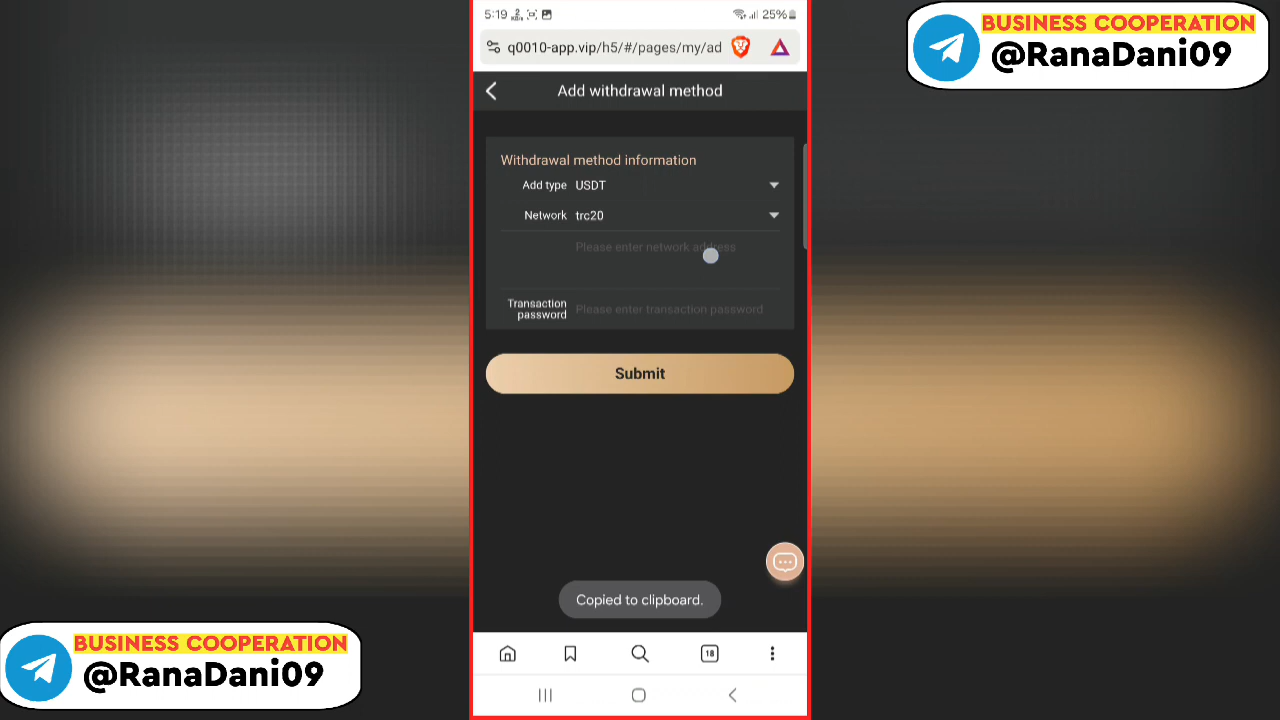 BUSINESS COOPERATION
@RanaDani09
5:19 2 KB/s 25%
q0010-app.vip/h5/#/pages/my/ad
Add withdrawal method
Withdrawal method information
Add type USDT
Network trc20
Please enter network address
Transaction
password
Please enter transaction password
Submit
Copied to clipboard.
18
BUSINESS COOPERATION
@RanaDani09